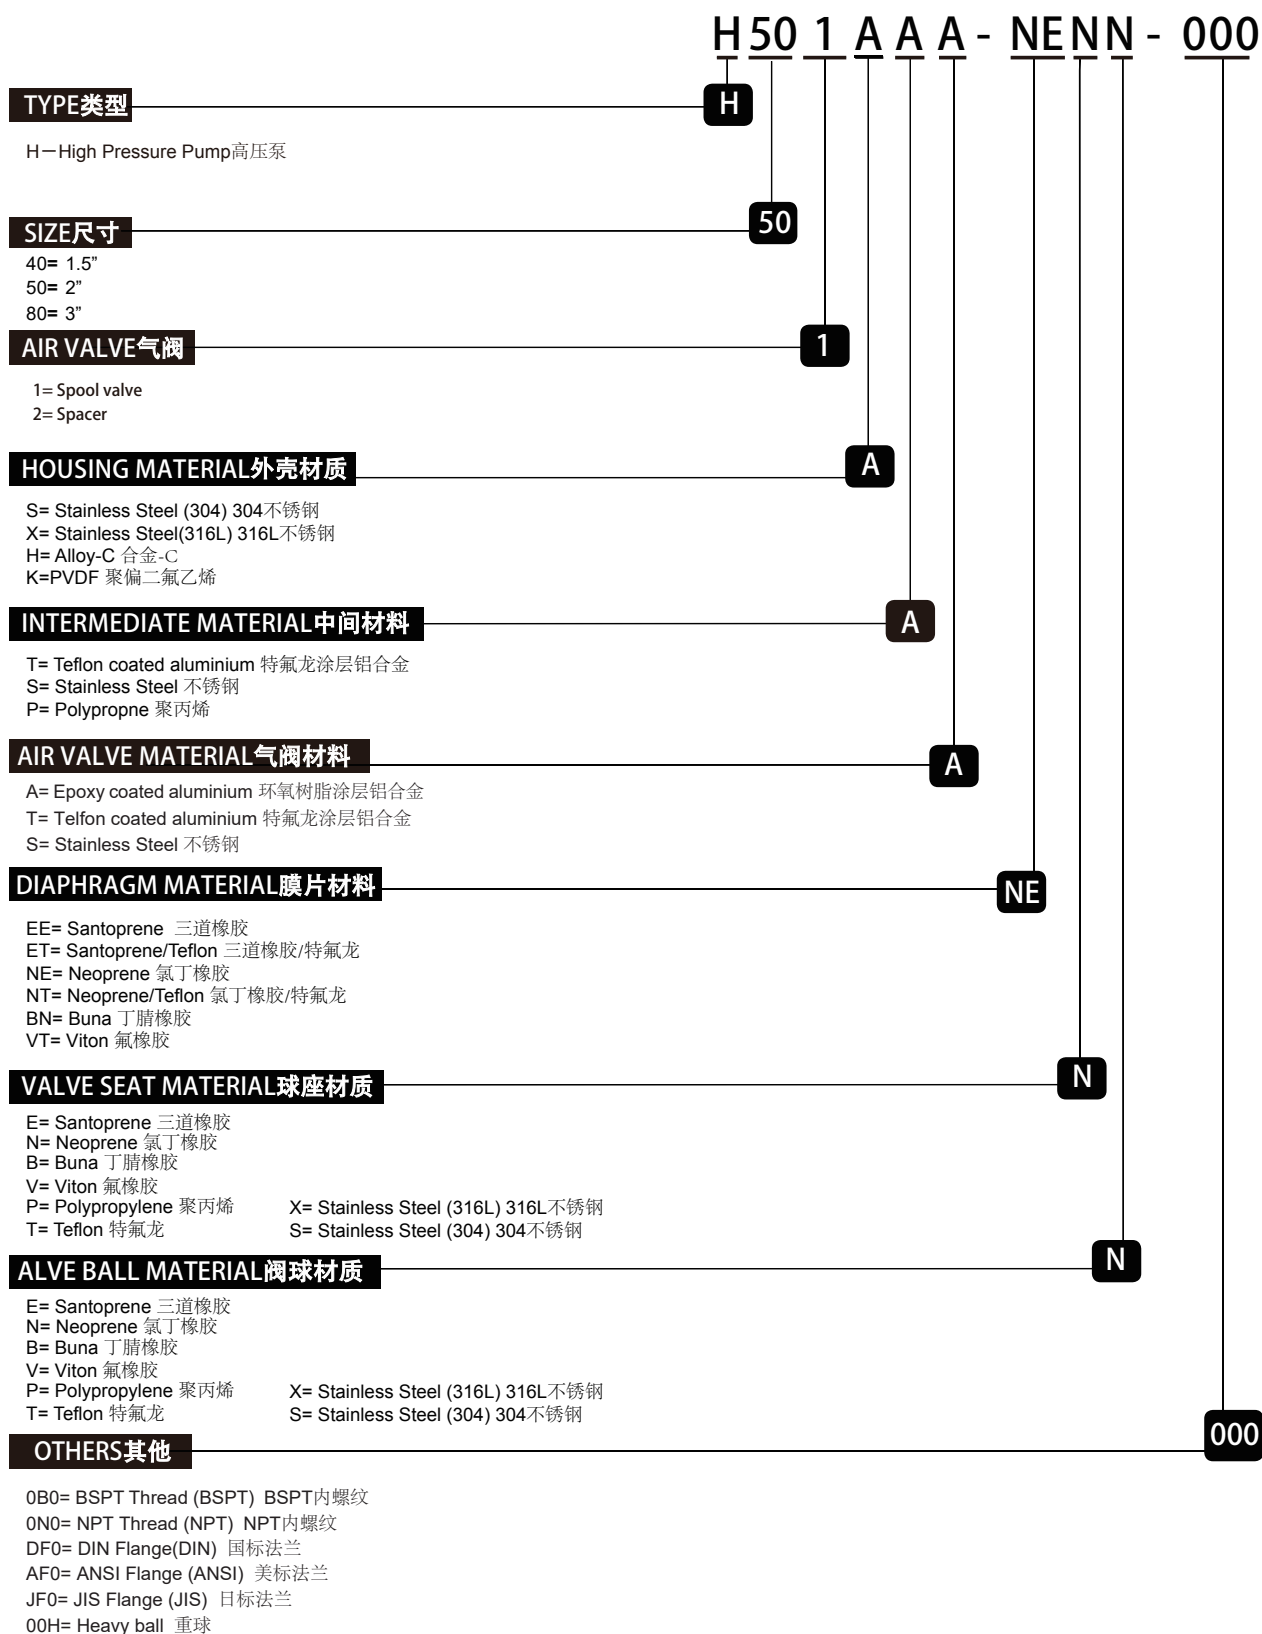 H501AAA-NENN-000
TYPE类型
H
H－High Pressure Pump高压泵
50
SIZE尺寸
40= 1.5”
50= 2”
80= 3”
AIR VALVE气阀
1
1= Spool valve
2= Spacer
HOUSING MATERIAL外壳材质
A
S= Stainless Steel (304) 304不锈钢
X= Stainless Steel(316L) 316L不锈钢
H= Alloy-C 合金-C
K=PVDF 聚偏二氟乙烯
INTERMEDIATE MATERIAL中间材料
A
T= Teflon coated aluminium 特氟龙涂层铝合金
S= Stainless Steel 不锈钢
P= Polypropne 聚丙烯
AIR VALVE MATERIAL气阀材料
A
A= Epoxy coated aluminium 环氧树脂涂层铝合金
T= Telfon coated aluminium 特氟龙涂层铝合金
S= Stainless Steel 不锈钢
DIAPHRAGM MATERIAL膜片材料
NE
EE= Santoprene 三道橡胶
ET= Santoprene/Teflon 三道橡胶/特氟龙
NE= Neoprene 氯丁橡胶
NT= Neoprene/Teflon 氯丁橡胶/特氟龙
BN= Buna 丁腈橡胶
VT= Viton 氟橡胶
VALVE SEAT MATERIAL球座材质
N
E= Santoprene 三道橡胶
N= Neoprene 氯丁橡胶
B= Buna 丁腈橡胶
V= Viton 氟橡胶
P= Polypropylene 聚丙烯 X= Stainless Steel (316L) 316L不锈钢
T= Teflon 特氟龙 S= Stainless Steel (304) 304不锈钢
ALVE BALL MATERIAL阀球材质
N
E= Santoprene 三道橡胶
N= Neoprene 氯丁橡胶
B= Buna 丁腈橡胶
V= Viton 氟橡胶
P= Polypropylene 聚丙烯 X= Stainless Steel (316L) 316L不锈钢
T= Teflon 特氟龙 S= Stainless Steel (304) 304不锈钢
OTHERS其他
000
0B0= BSPT Thread (BSPT) BSPT内螺纹
0N0= NPT Thread (NPT) NPT内螺纹
DF0= DIN Flange(DIN) 国标法兰
AF0= ANSI Flange (ANSI) 美标法兰
JF0= JIS Flange (JIS) 日标法兰
00H= Heavy ball 重球